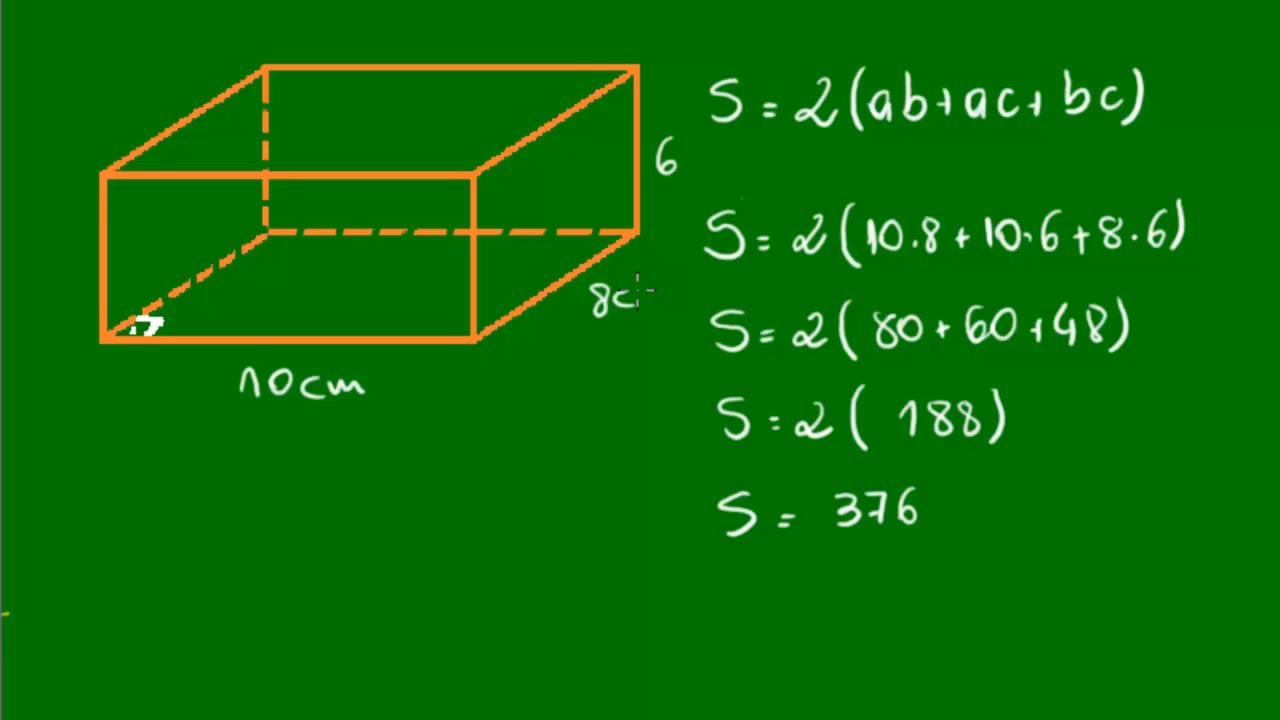 S = 2(ab+ac+bc)
6
S = 2(10.8+10.6+8.6)
8c
S = 2(80+60+48)
10cm
S = 2( 188)
S = 376